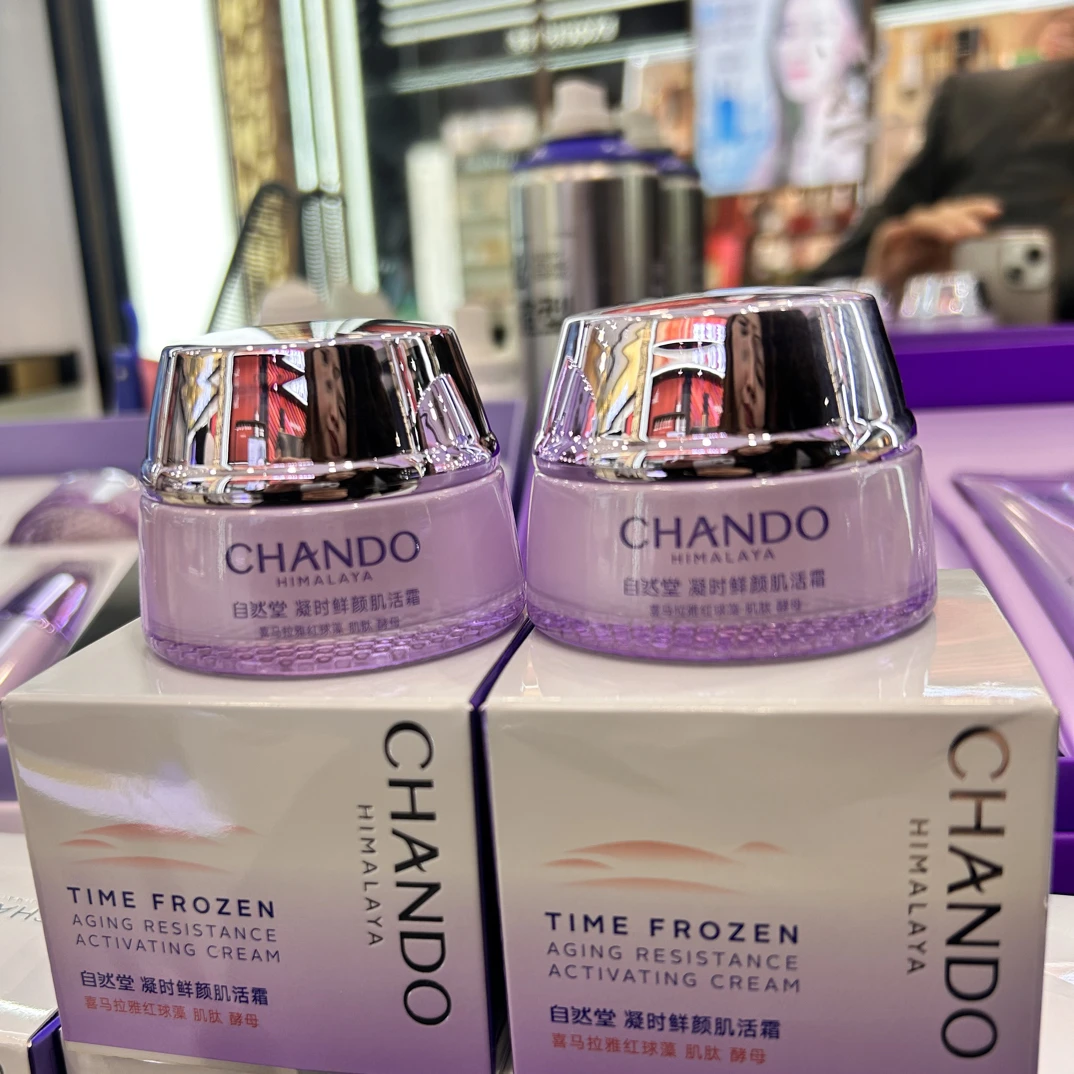 CHANDO
HIMALAYA
自然堂 凝时鲜颜肌活霜
喜马拉雅红球藻 肌肽 酵母
CHANDO
HIMALAYA
自然堂 凝时鲜颜肌活霜
喜马拉雅红球藻 肌肽 酵母
CHANDO
HIMALAYA
TIME FROZEN
AGING RESISTANCE
ACTIVATING CREAM
自然堂 凝时鲜颜肌活霜
喜马拉雅红球藻 肌肽 酵母
CHANDO
HIMALAYA
TIME FROZEN
AGING RESISTANCE
ACTIVATING CREAM
自然堂 凝时鲜颜肌活霜
喜马拉雅红球藻 肌肽 酵母